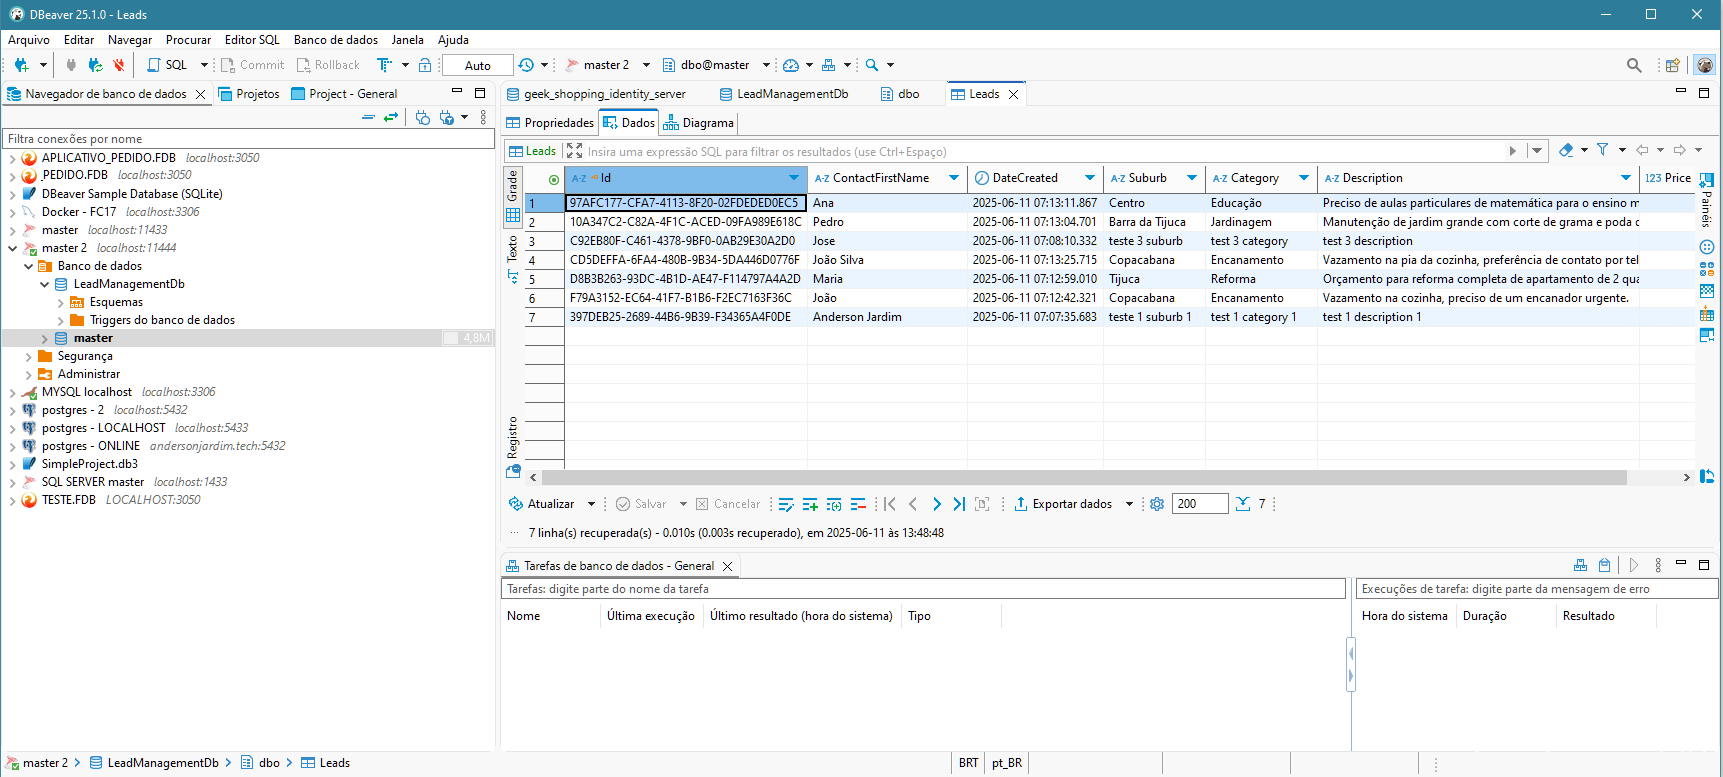 DBeaver 25.1.0 - Leads
Arquivo Editar Navegar Procurar Editor SQL Banco de dados Janela Ajuda
SQL Commit Rollback Auto master 2 dbo@master
Navegador de banco de dados Projetos Project - General
Filtra conexões por nome
APLICATIVO_PEDIDO.FDB localhost:3050
PEDIDO.FDB localhost:3050
DBeaver Sample Database (SQLite)
Docker - FC17 localhost:3306
master localhost:11433
master 2 localhost:11444
Banco de dados
LeadManagementDb
Esquemas
Triggers do banco de dados
master 4,8M
Segurança
Administrar
MYSQL localhost localhost:3306
postgres - 2 localhost:5432
postgres - LOCALHOST localhost:5433
postgres - ONLINE andersonjardim.tech:5432
SimpleProject.db3
SQL SERVER master localhost:1433
TESTE.FDB LOCALHOST:3050
geek_shopping_identity_server LeadManagementDb dbo Leads
Propriedades Dados Diagrama
Leads Insira uma expressão SQL para filtrar os resultados (use Ctrl+Espaço)
Grade
Texto
Registro
A-Z Id A-Z ContactFirstName DateCreated A-Z Suburb A-Z Category A-Z Description 123 Price
1 97AFC177-CFA7-4113-8F20-02FDEDED0EC5 Ana 2025-06-11 07:13:11.867 Centro Educação Preciso de aulas particulares de matemática para o ensino m
2 10A347C2-C82A-4F1C-ACED-09FA989E618C Pedro 2025-06-11 07:13:04.701 Barra da Tijuca Jardinagem Manutenção de jardim grande com corte de grama e poda d
3 C92EB80F-C461-4378-9BF0-0AB29E30A2D0 Jose 2025-06-11 07:08:10.332 teste 3 suburb test 3 category test 3 description
4 CD5DEFFA-6FA4-480B-9B34-5DA446D0776F João Silva 2025-06-11 07:13:25.715 Copacabana Encanamento Vazamento na pia da cozinha, preferência de contato por tel
5 D8B3B263-93DC-4B1D-AE47-F114797A4A2D Maria 2025-06-11 07:12:59.010 Tijuca Reforma Orçamento para reforma completa de apartamento de 2 qua
6 F79A3152-EC64-41F7-B1B6-F2EC7163F36C João 2025-06-11 07:12:42.321 Copacabana Encanamento Vazamento na cozinha, preciso de um encanador urgente.
7 397DEB25-2689-44B6-9B39-F34365A4F0DE Anderson Jardim 2025-06-11 07:07:35.683 teste 1 suburb 1 test 1 category 1 test 1 description 1
Painéis
Atualizar Salvar Cancelar Exportar dados 200 7
7 linha(s) recuperada(s) - 0.010s (0.003s recuperado), em 2025-06-11 às 13:48:48
Tarefas de banco de dados - General
Tarefas: digite parte do nome da tarefa
Execuções de tarefa: digite parte da mensagem de erro
Nome Última execução Último resultado (hora do sistema) Tipo
Hora do sistema Duração Resultado
master 2 LeadManagementDb dbo Leads BRT pt_BR